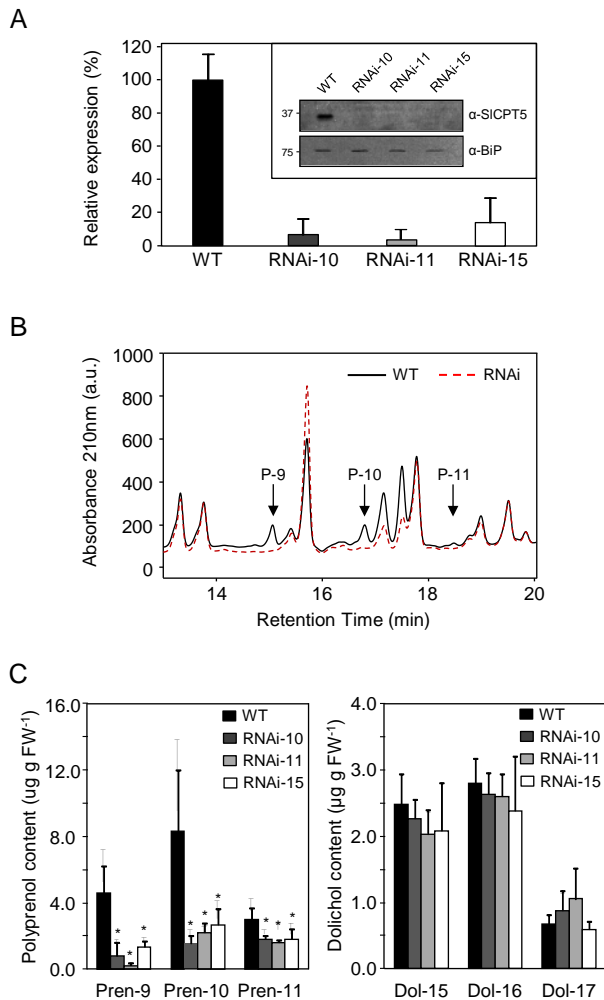 A
Relative expression (%)
120
100
80
60
40
20
0
WT
RNAi-10
RNAi-11
RNAi-15
37
α-SlCPT5
75
α-BiP
WT RNAi-10 RNAi-11 RNAi-15
B
Absorbance 210nm (a.u.)
1000
800
600
400
200
0
WT RNAi
P-9 P-10 P-11
14 16 18 20
Retention Time (min)
C
Polyprenol content (ug g FW-1)
16.0
12.0
8.0
4.0
0.0
WT
RNAi-10
RNAi-11
RNAi-15
* * * * * * * * *
Pren-9 Pren-10 Pren-11
Dolichol content (µg g FW-1)
4.0
3.0
2.0
1.0
0.0
WT
RNAi-10
RNAi-11
RNAi-15
Dol-15 Dol-16 Dol-17